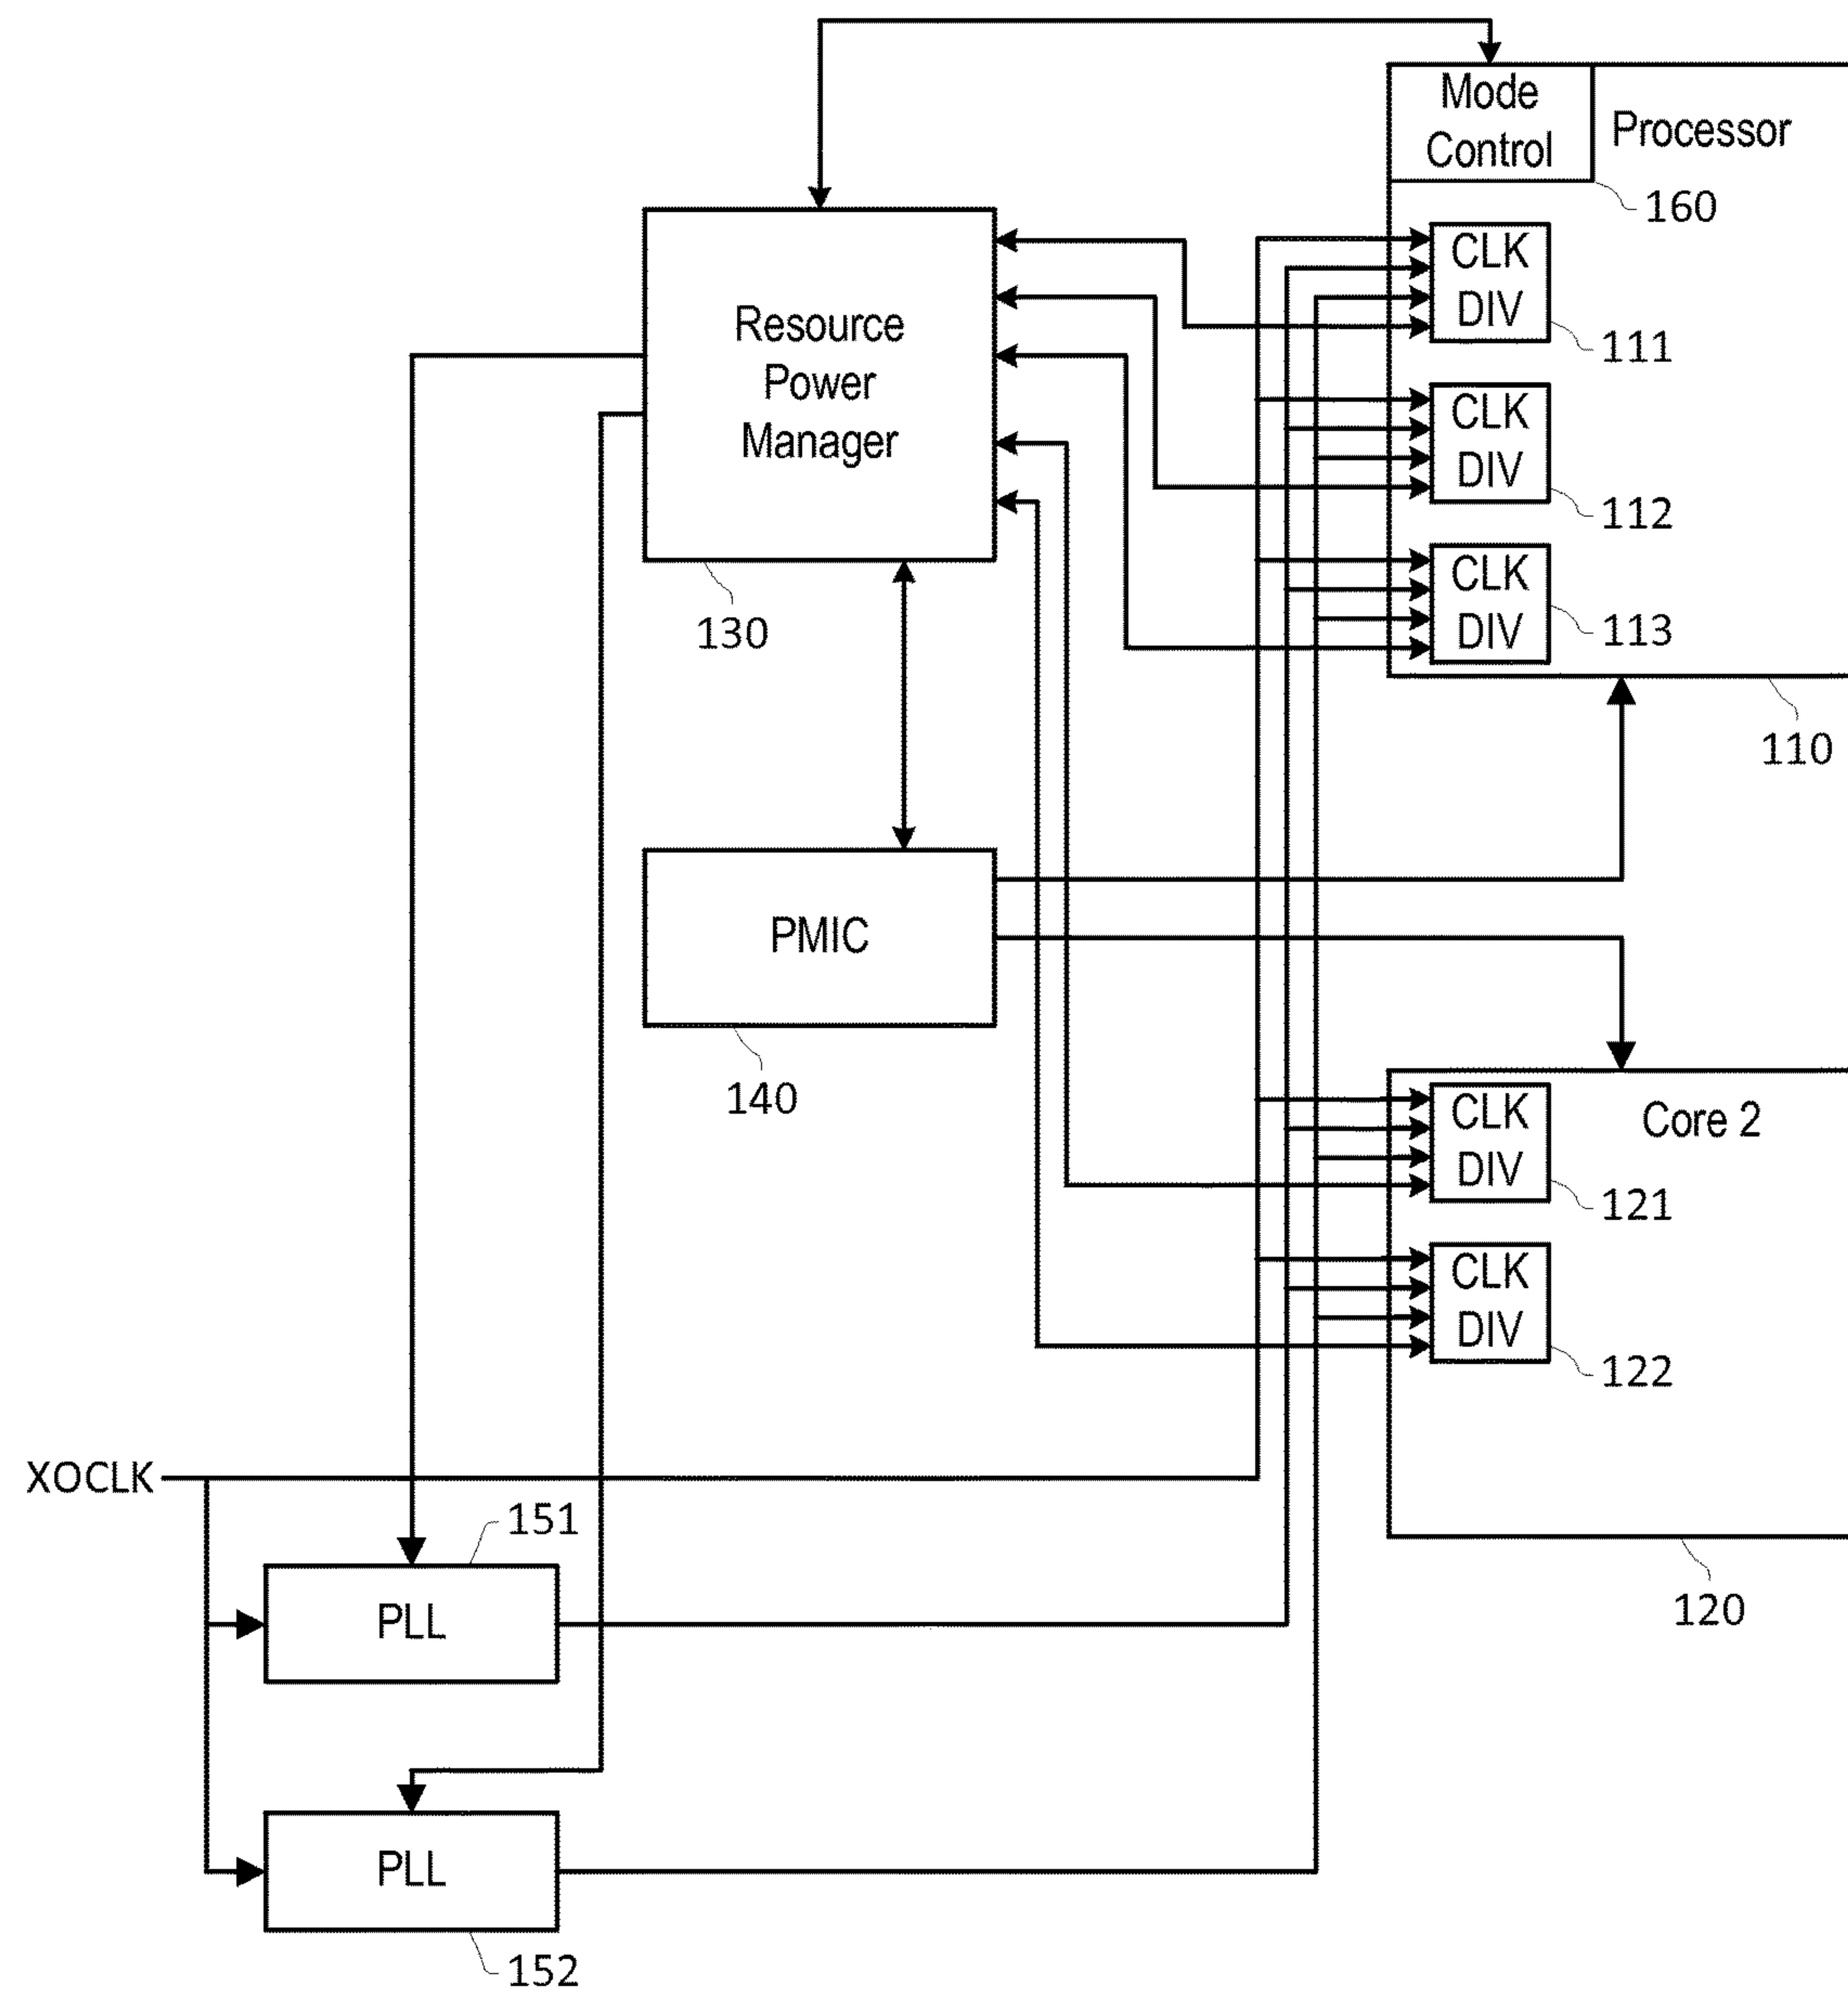 Mode
Control
Processor
160
CLK
DIV
111
Resource
Power
Manager
CLK
DIV
112
CLK
DIV
113
130
110
PMIC
140
CLK
DIV
Core 2
121
CLK
DIV
122
XOCLK
151
PLL
120
PLL
152